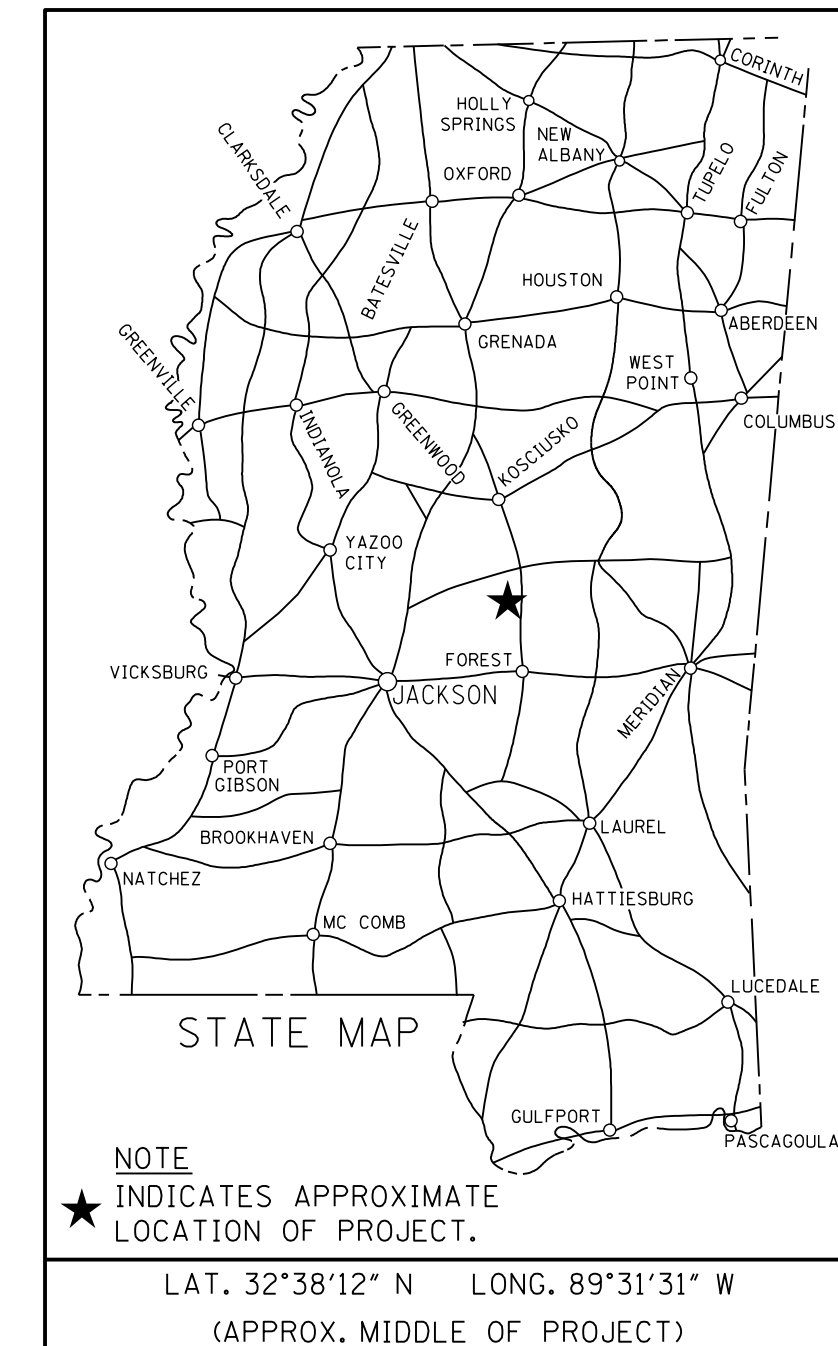 CORINTH
HOLLY
SPRINGS
NEW
ALBANY
CLARKSDALE
OXFORD
TUPELO
FULTON
BATESVILLE
HOUSTON
ABERDEEN
GREENVILLE
GRENADA
WEST
POINT
COLUMBUS
INDIANOLA
GREENWOOD
KOSCIUSKO
YAZOO
CITY
VICKSBURG
FOREST
JACKSON
MERIDIAN
PORT
GIBSON
BROOKHAVEN
LAUREL
NATCHEZ
HATTIESBURG
MC COMB
LUCEDALE
STATE MAP
GULFPORT
PASCAGOULA
NOTE
INDICATES APPROXIMATE
LOCATION OF PROJECT.
LAT. 32°38'12" N LONG. 89°31'31" W
(APPROX. MIDDLE OF PROJECT)